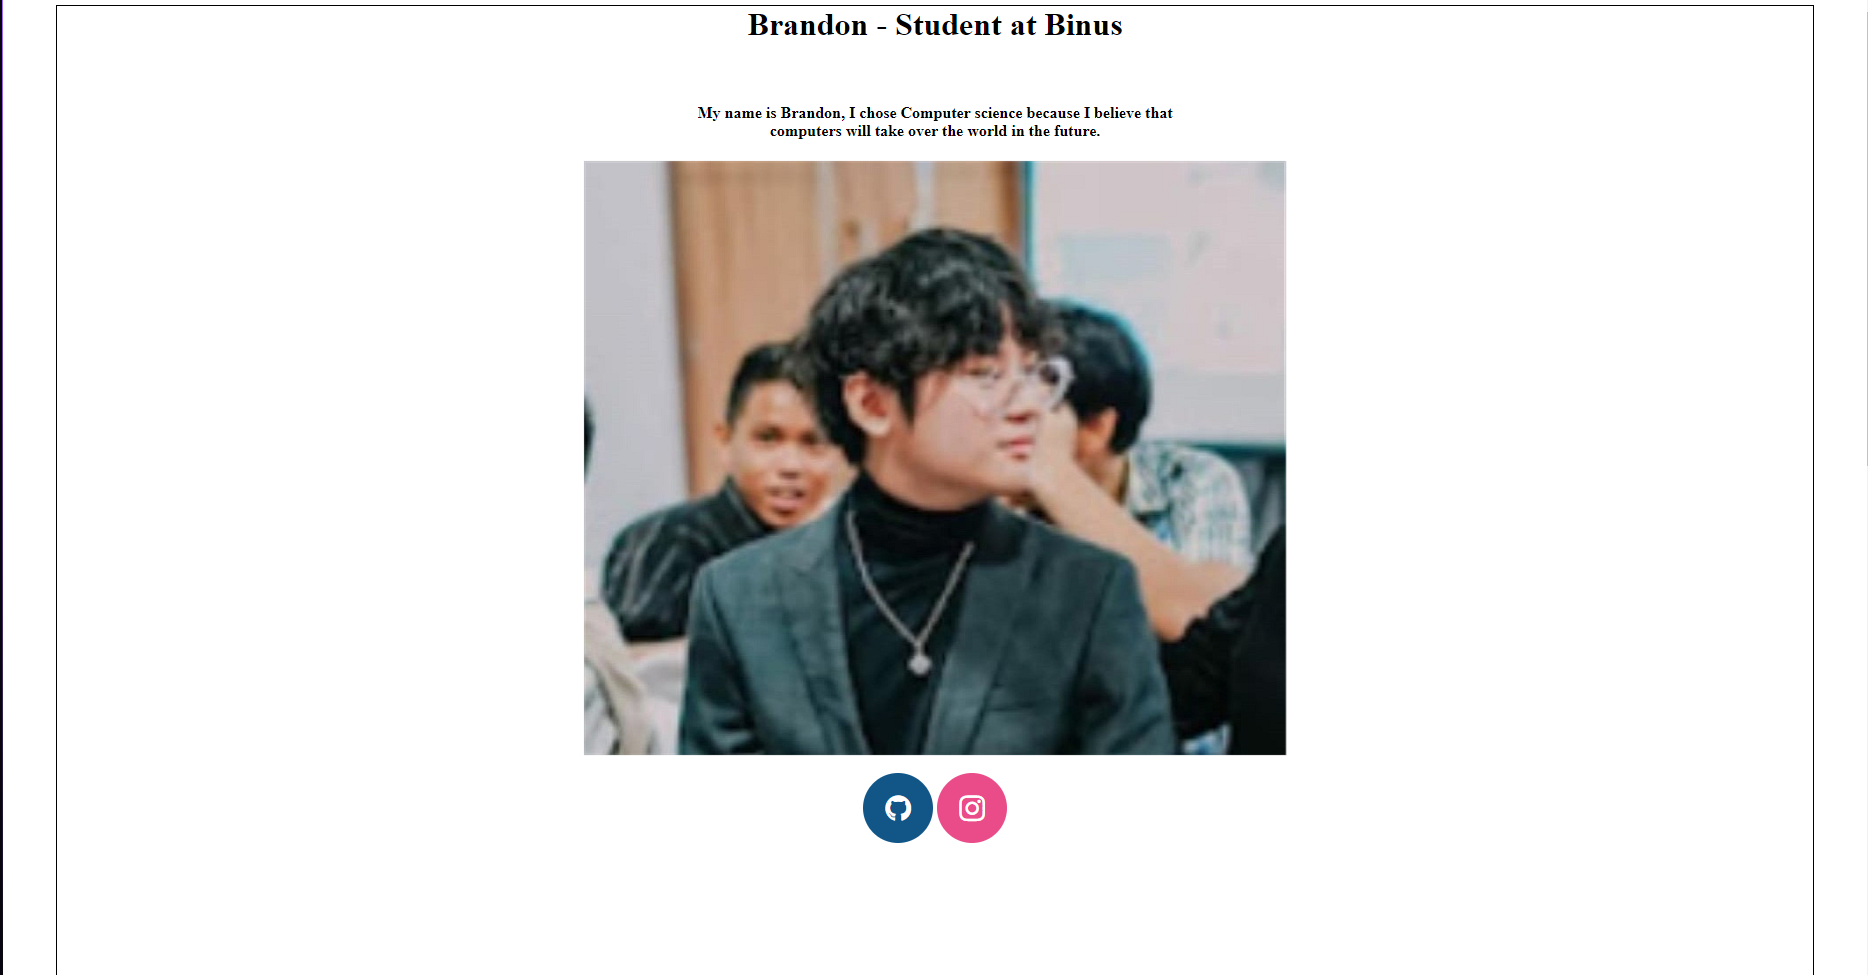 Brandon - Student at Binus
My name is Brandon, I chose Computer science because I believe that
computers will take over the world in the future.